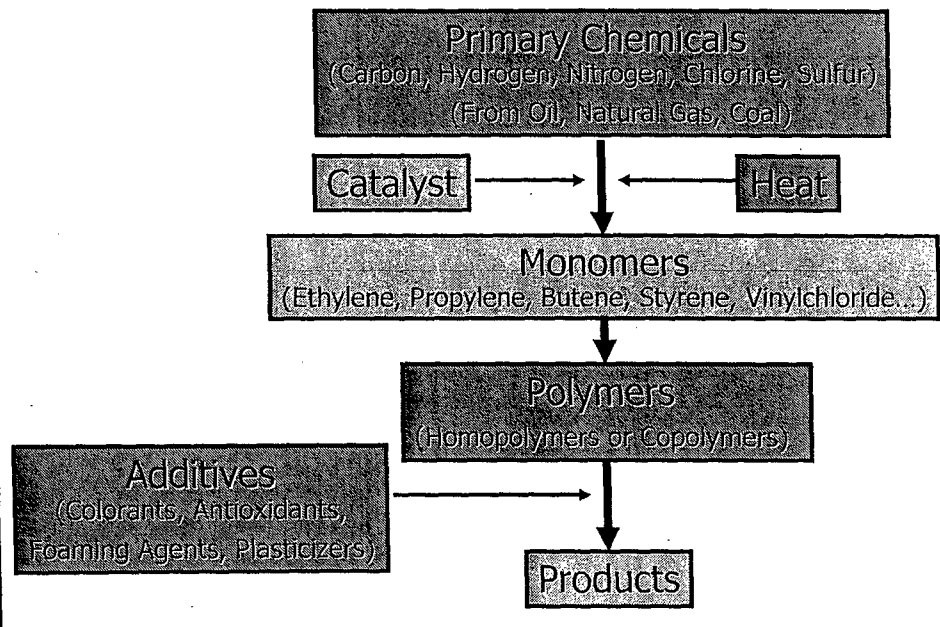 Primary Chemicals
(Carbon, Hydrogen, Nitrogen, Chlorine, Sulfur)
(From Oil, Natural Gas, Coal)
Catalyst
Heat
Monomers
(Ethylene, Propylene, Butene, Styrene, Vinylchloride...)
Polymers
(Homopolymers or Copolymers)
Additives
(Colorants, Antioxidants,
Foaming Agents, Plasticizers)
Products